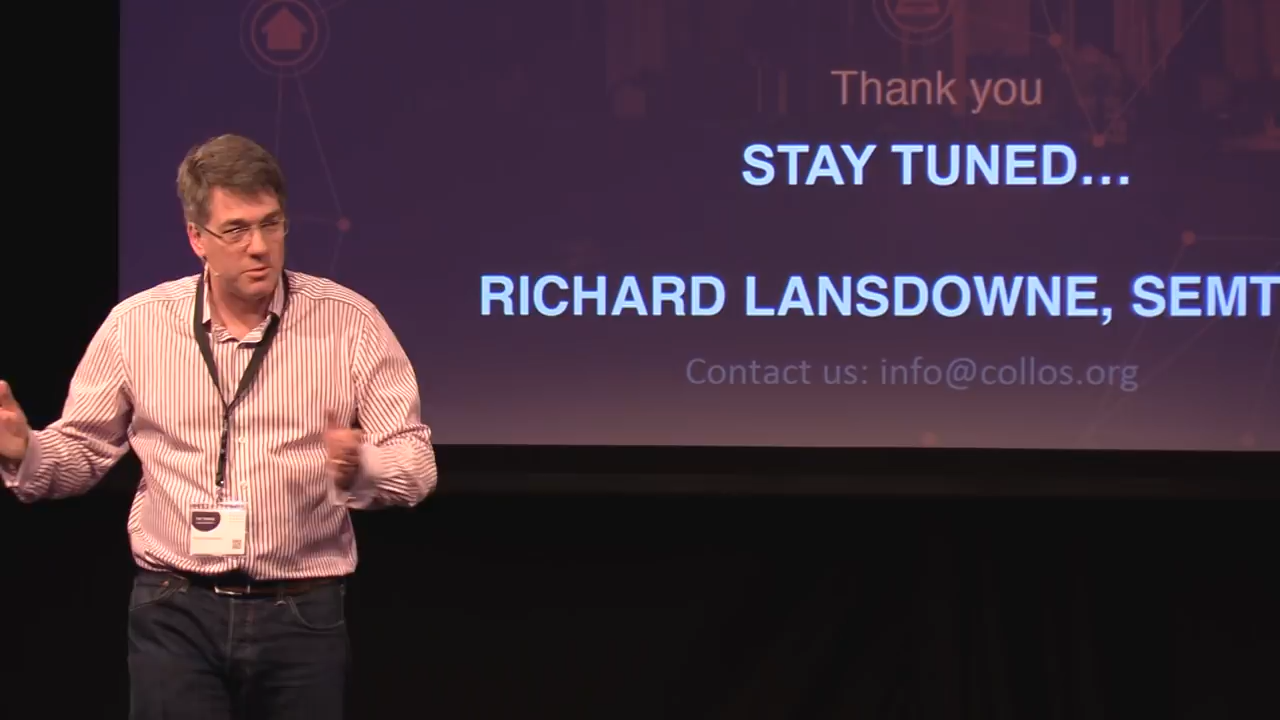 Thank you
STAY TUNED...
RICHARD LANSDOWNE, SEMT
Contact us: info@collos.org